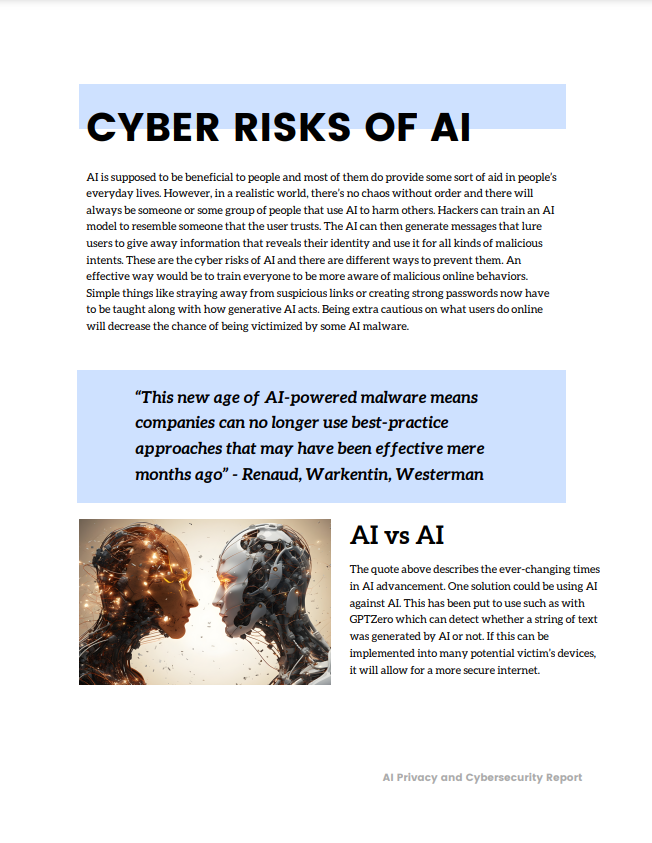 CYBER RISKS OF AI
AI is supposed to be beneficial to people and most of them do provide some sort of aid in people's
everyday lives. However, in a realistic world, there's no chaos without order and there will
always be someone or some group of people that use AI to harm others. Hackers can train an AI
model to resemble someone that the user trusts. The AI can then generate messages that lure
users to give away information that reveals their identity and use it for all kinds of malicious
intents. These are the cyber risks of AI and there are different ways to prevent them. An
effective way would be to train everyone to be more aware of malicious online behaviors.
Simple things like straying away from suspicious links or creating strong passwords now have
to be taught along with how generative AI acts. Being extra cautious on what users do online
will decrease the chance of being victimized by some AI malware.
“This new age of AI-powered malware means
companies can no longer use best-practice
approaches that may have been effective mere
months ago” - Renaud, Warkentin, Westerman
AI vs AI
The quote above describes the ever-changing times
in AI advancement. One solution could be using AI
against AI. This has been put to use such as with
GPTZero which can detect whether a string of text
was generated by AI or not. If this can be
implemented into many potential victim's devices,
it will allow for a more secure internet.
AI Privacy and Cybersecurity Report